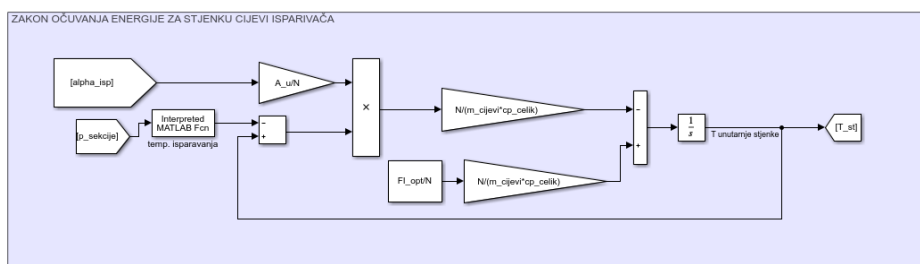 ZAKON OČUVANJA ENERGIJE ZA STJENKU CIJEVI ISPARIVAČA
[alpha_isp]
A_u/N
×
[p_sekcije]
Interpreted
MATLAB Fcn
temp. isparavanja
−
+
N/(m_cijevi*cp_celik)
FI_opt/N
N/(m_cijevi*cp_celik)
−
+
1
s
T unutarnje stjenke
[T_st]